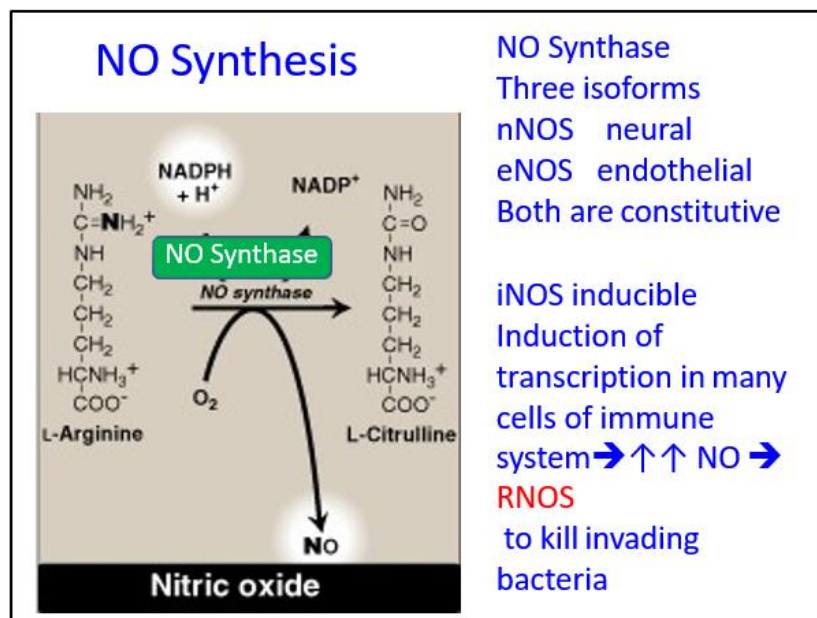 NO Synthesis
NADPH
+ H⁺
NADP⁺
NH₂
C=NH₂⁺
NH
CH₂
CH₂
CH₂
HCNH₃⁺
COO⁻
L-Arginine
NO Synthase
NO synthase
O₂
NH₂
C=O
NH
CH₂
CH₂
CH₂
HCNH₃⁺
COO⁻
L-Citrulline
NO
Nitric oxide
NO Synthase
Three isoforms
nNOS neural
eNOS endothelial
Both are constitutive
iNOS inducible
Induction of
transcription in many
cells of immune
system➔↑↑ NO ➔
RNOS
to kill invading
bacteria